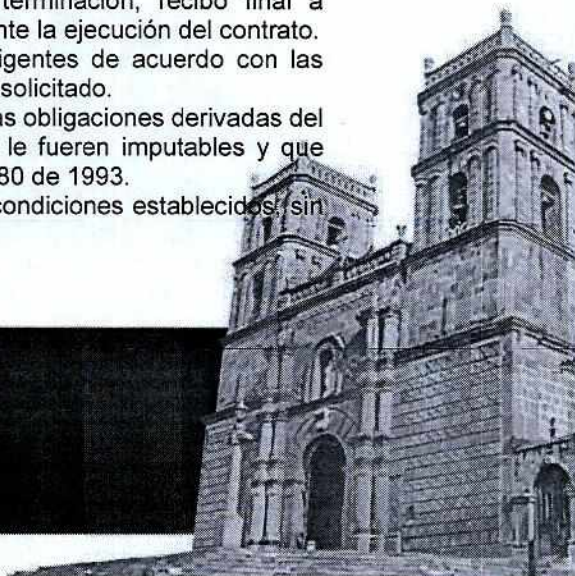 terminación, recibo final a
nte la ejecución del contrato.
igentes de acuerdo con las
solicitado.
as obligaciones derivadas del
le fueren imputables y que
80 de 1993.
condiciones establecidos, sin